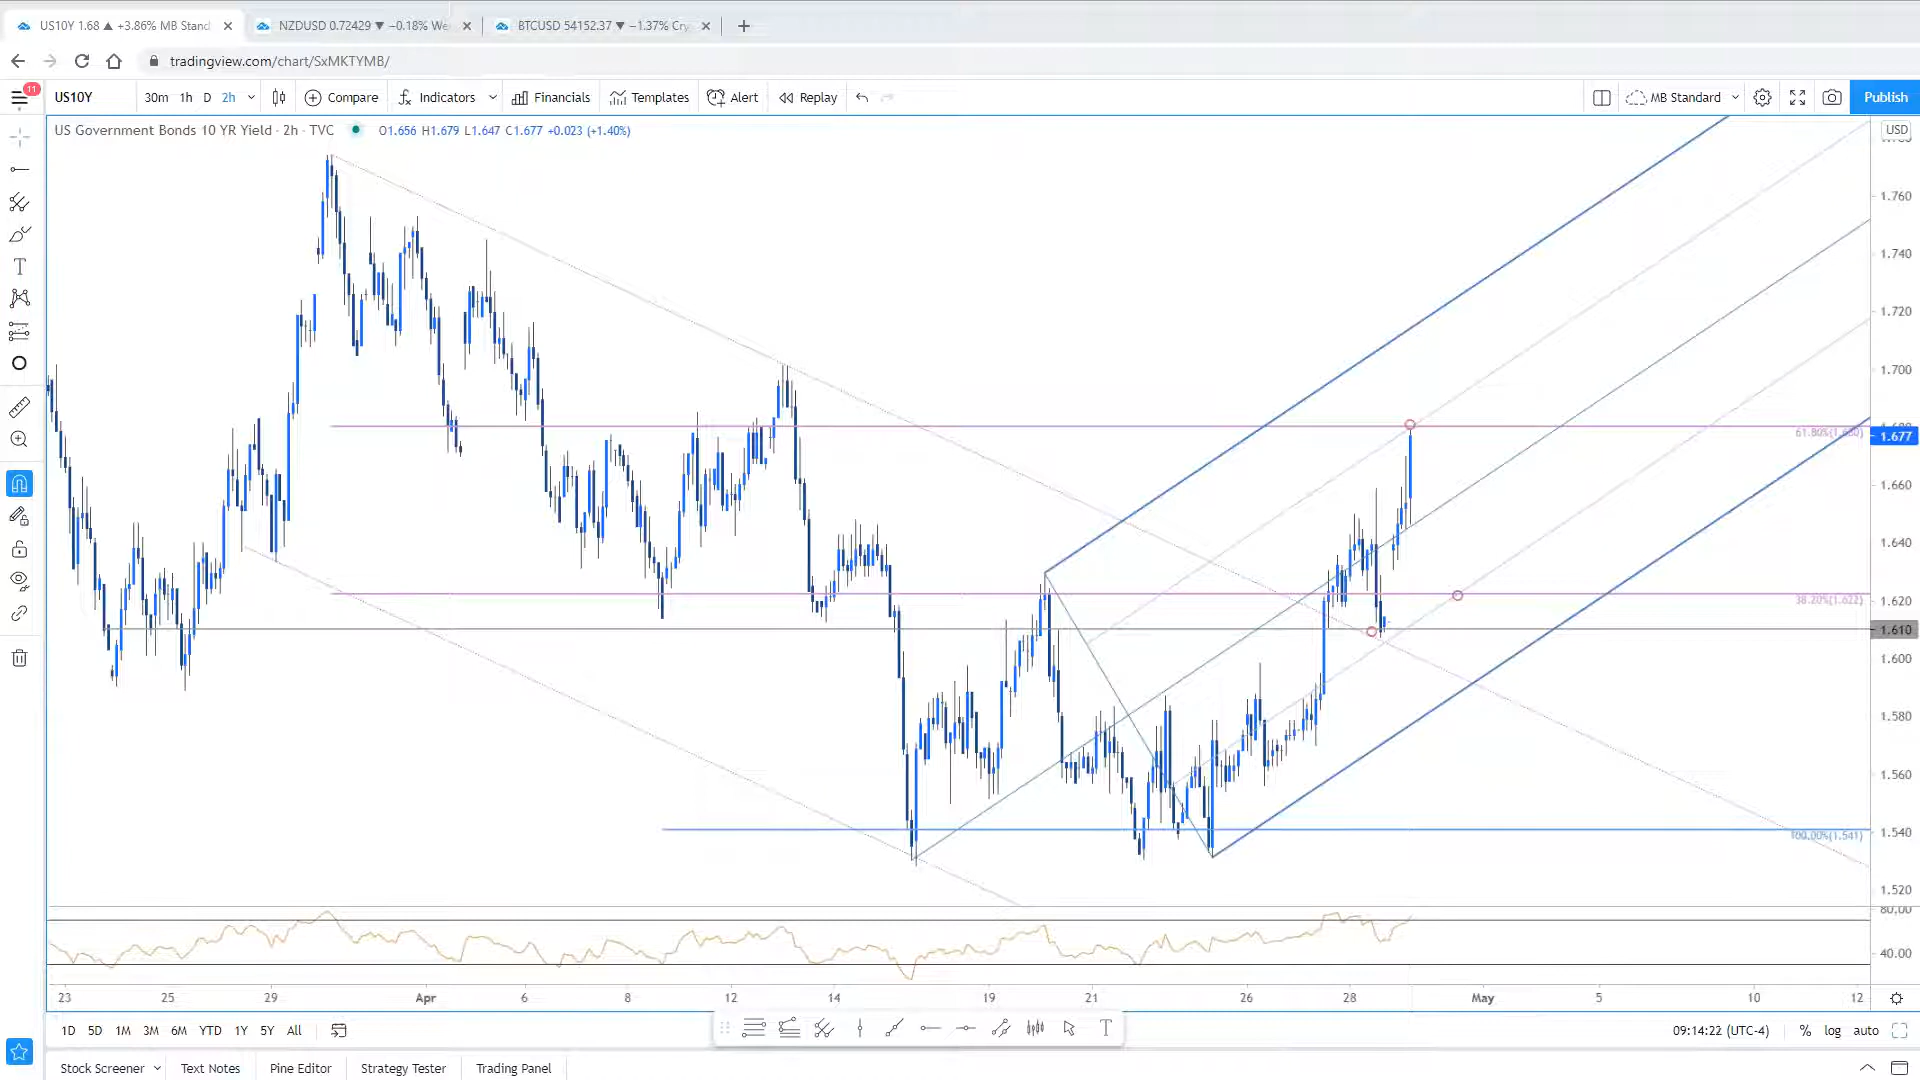 US10Y 1.68 ▲ +3.86% MB Stand
NZDUSD 0.72429 ▼ −0.18% We
BTCUSD 54152.37 ▼ −1.37% Cry
tradingview.com/chart/SxMKTYMB/
11
US10Y
30m 1h D 2h
Compare
Indicators
Financials
Templates
Alert
Replay
MB Standard
Publish
US Government Bonds 10 YR Yield · 2h · TVC
O1.656 H1.679 L1.647 C1.677 +0.023 (+1.40%)
USD
1.760
1.740
1.720
1.700
61.80%(1.680)
1.677
1.660
1.640
1.620
38.20%(1.622)
1.610
1.600
1.580
1.560
1.540
100.00%(1.541)
1.520
80.00
40.00
23 25 29 Apr 6 8 12 14 19 21 26 28 May 5 10 12
1D 5D 1M 3M 6M YTD 1Y 5Y All
T
09:14:22 (UTC-4)
% log auto
Stock Screener
Text Notes
Pine Editor
Strategy Tester
Trading Panel